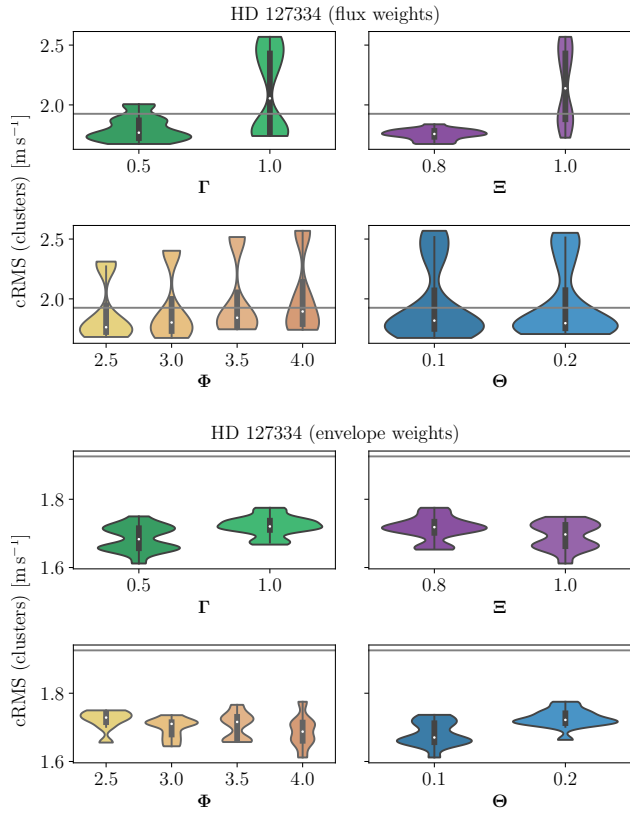 HD 127334 (flux weights)
cRMS (clusters) [m s⁻¹]
2.5
2.0
0.5 1.0
Γ
0.8 1.0
Ξ
2.5
2.0
2.5 3.0 3.5 4.0
Φ
0.1 0.2
Θ
HD 127334 (envelope weights)
cRMS (clusters) [m s⁻¹]
1.8
1.6
0.5 1.0
Γ
0.8 1.0
Ξ
1.8
1.6
2.5 3.0 3.5 4.0
Φ
0.1 0.2
Θ